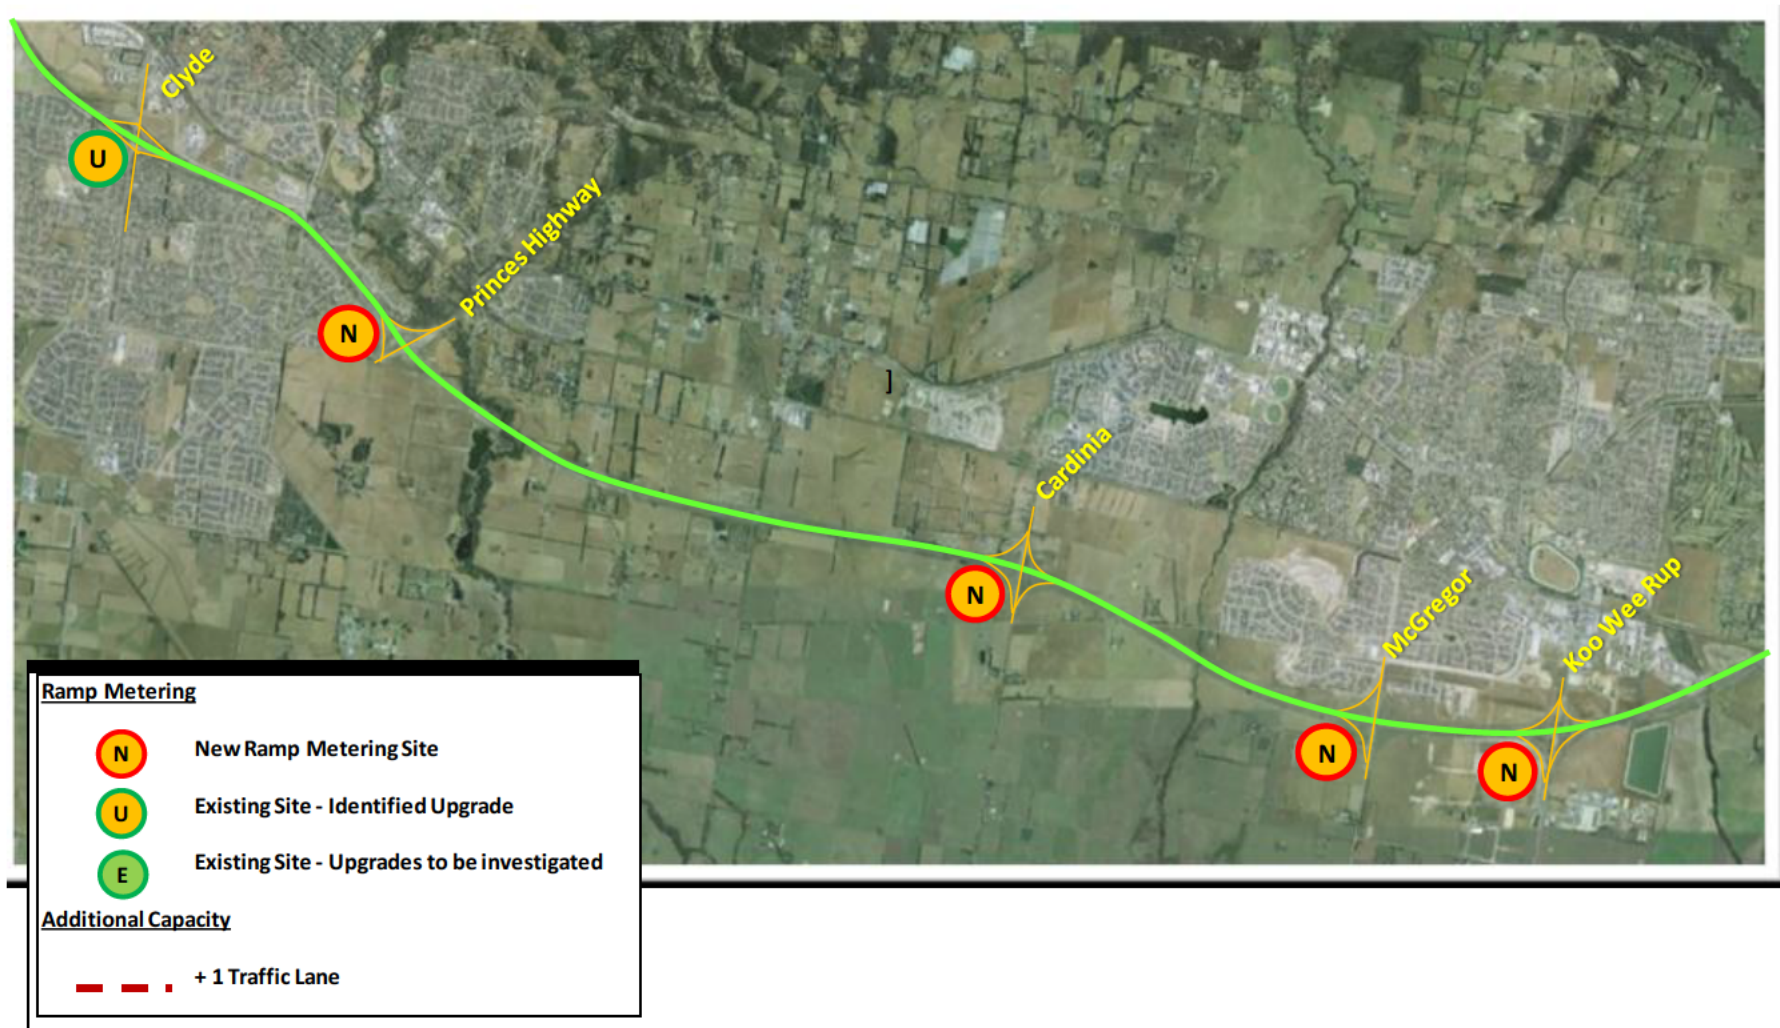 Clyde
U
Princes Highway
N
]
Cardinia
N
McGregor
N
Koo Wee Rup
N
Ramp Metering
N New Ramp Metering Site
U Existing Site - Identified Upgrade
E Existing Site - Upgrades to be investigated
Additional Capacity
+ 1 Traffic Lane